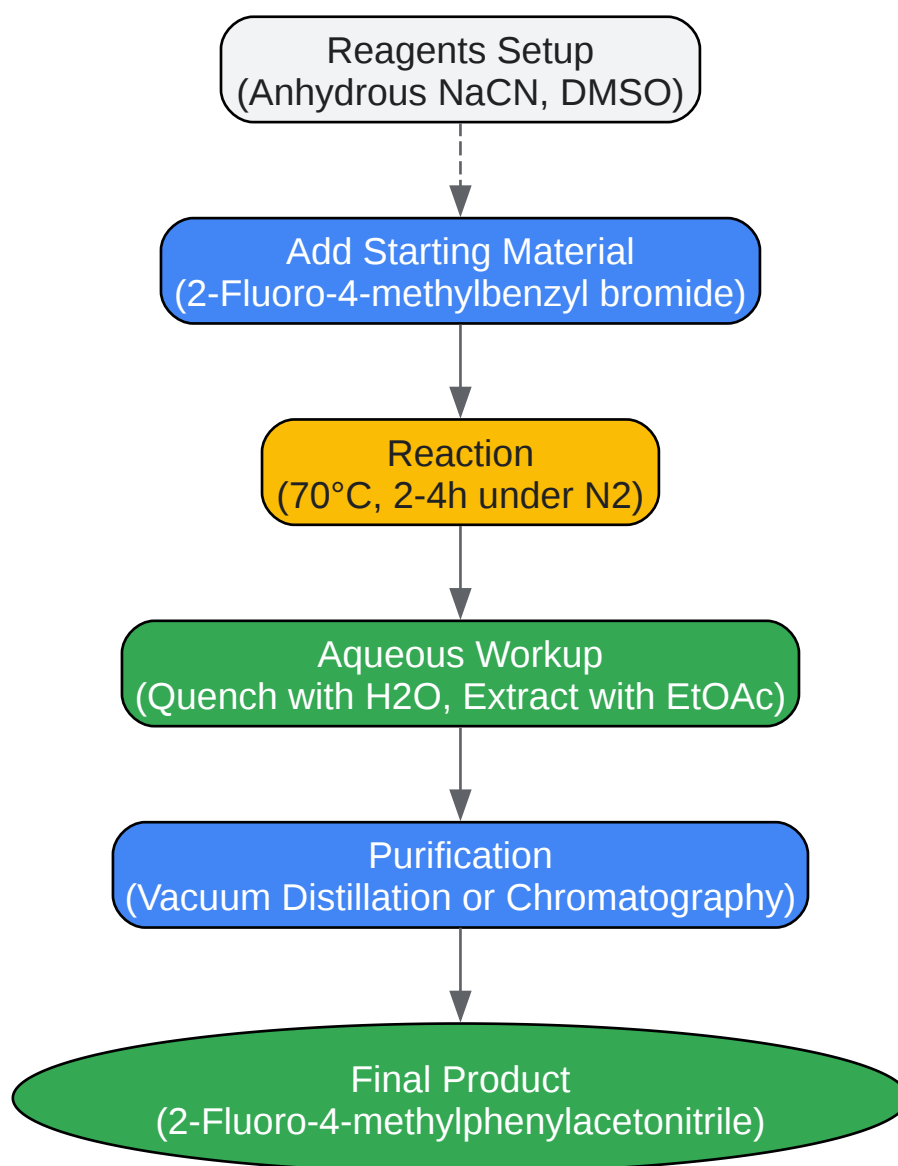 Reagents Setup
(Anhydrous NaCN, DMSO)
Add Starting Material
(2-Fluoro-4-methylbenzyl bromide)
Reaction
(70°C, 2-4h under N2)
Aqueous Workup
(Quench with H2O, Extract with EtOAc)
Purification
(Vacuum Distillation or Chromatography)
Final Product
(2-Fluoro-4-methylphenylacetonitrile)